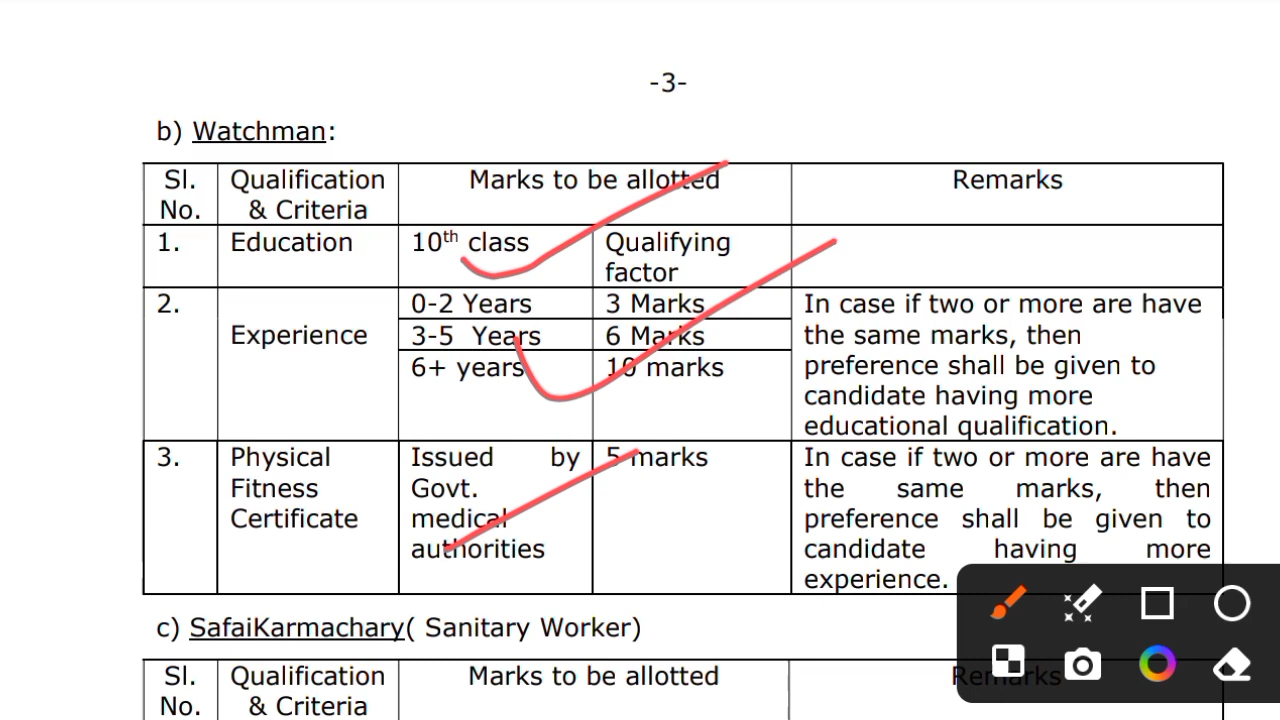 -3-
b) Watchman:
Sl. No. Qualification & Criteria Marks to be allotted Remarks
1. Education 10th class Qualifying factor
2. Experience 0-2 Years 3 Marks
3-5 Years 6 Marks
6+ years 10 marks
In case if two or more are have
the same marks, then
preference shall be given to
candidate having more
educational qualification.
3. Physical Fitness Certificate Issued by Govt. medical authorities 5 marks
In case if two or more are have
the same marks, then
preference shall be given to
candidate having more
experience.
c) SafaiKarmachary( Sanitary Worker)
Sl. No. Qualification & Criteria Marks to be allotted Remarks